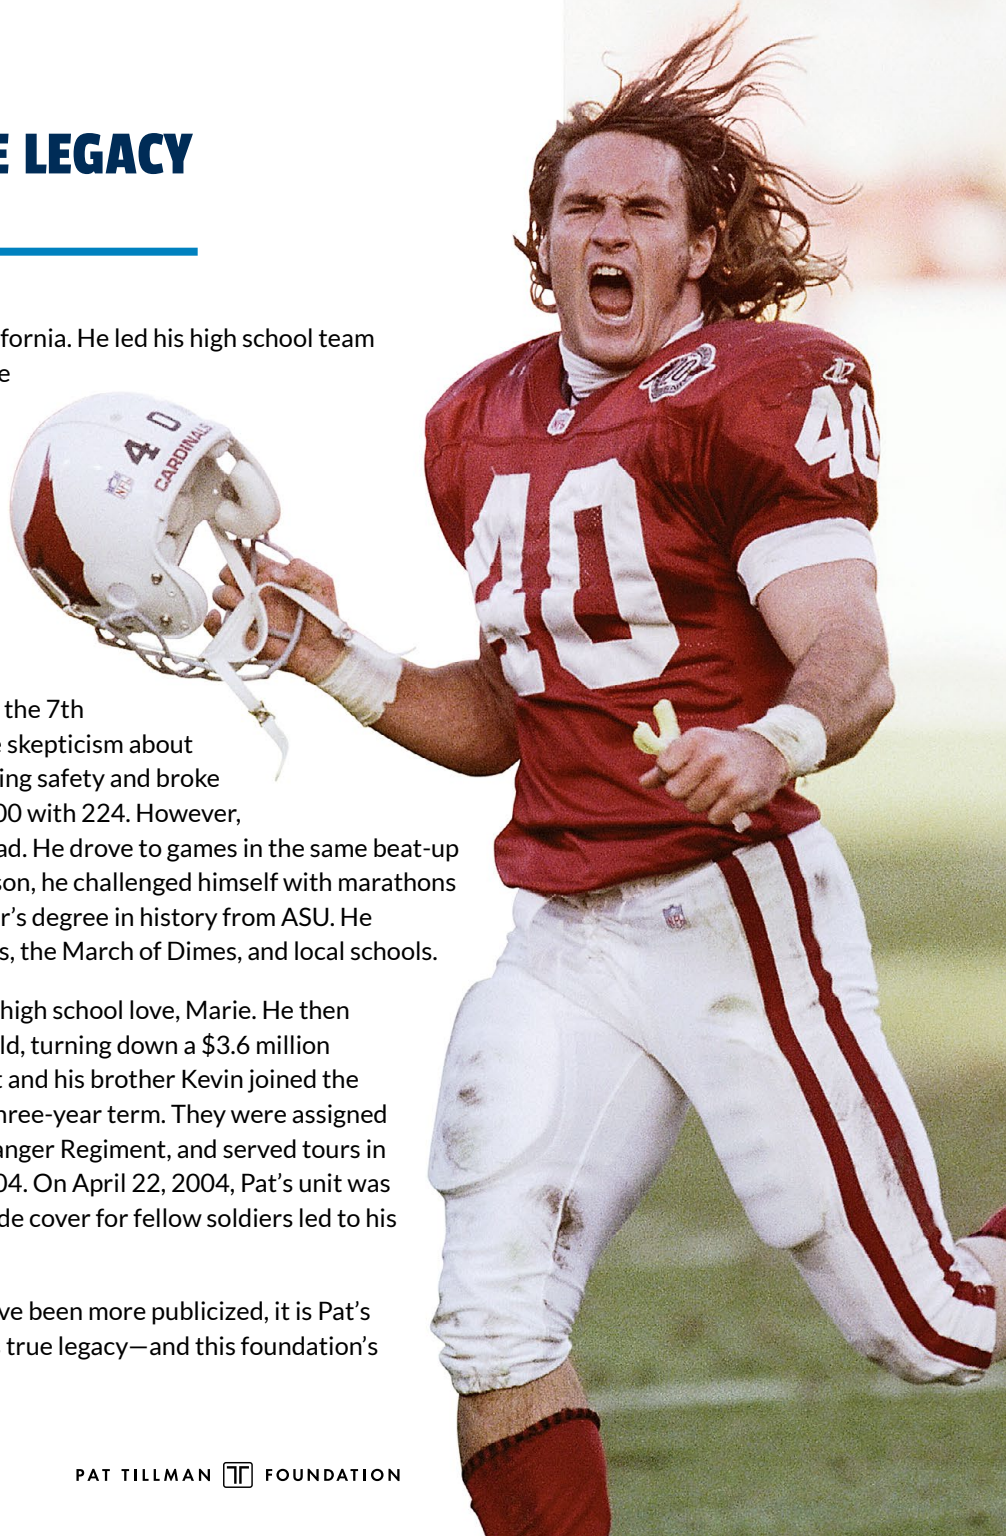 E LEGACY
fornia. He led his high school team
e
40
CARDINALS
NFL
40
40
the 7th
e skepticism about
ing safety and broke
00 with 224. However,
ad. He drove to games in the same beat-up
son, he challenged himself with marathons
r’s degree in history from ASU. He
s, the March of Dimes, and local schools.
high school love, Marie. He then
ld, turning down a $3.6 million
t and his brother Kevin joined the
hree-year term. They were assigned
anger Regiment, and served tours in
04. On April 22, 2004, Pat’s unit was
de cover for fellow soldiers led to his
ve been more publicized, it is Pat’s
s true legacy—and this foundation’s
PAT TILLMAN FOUNDATION